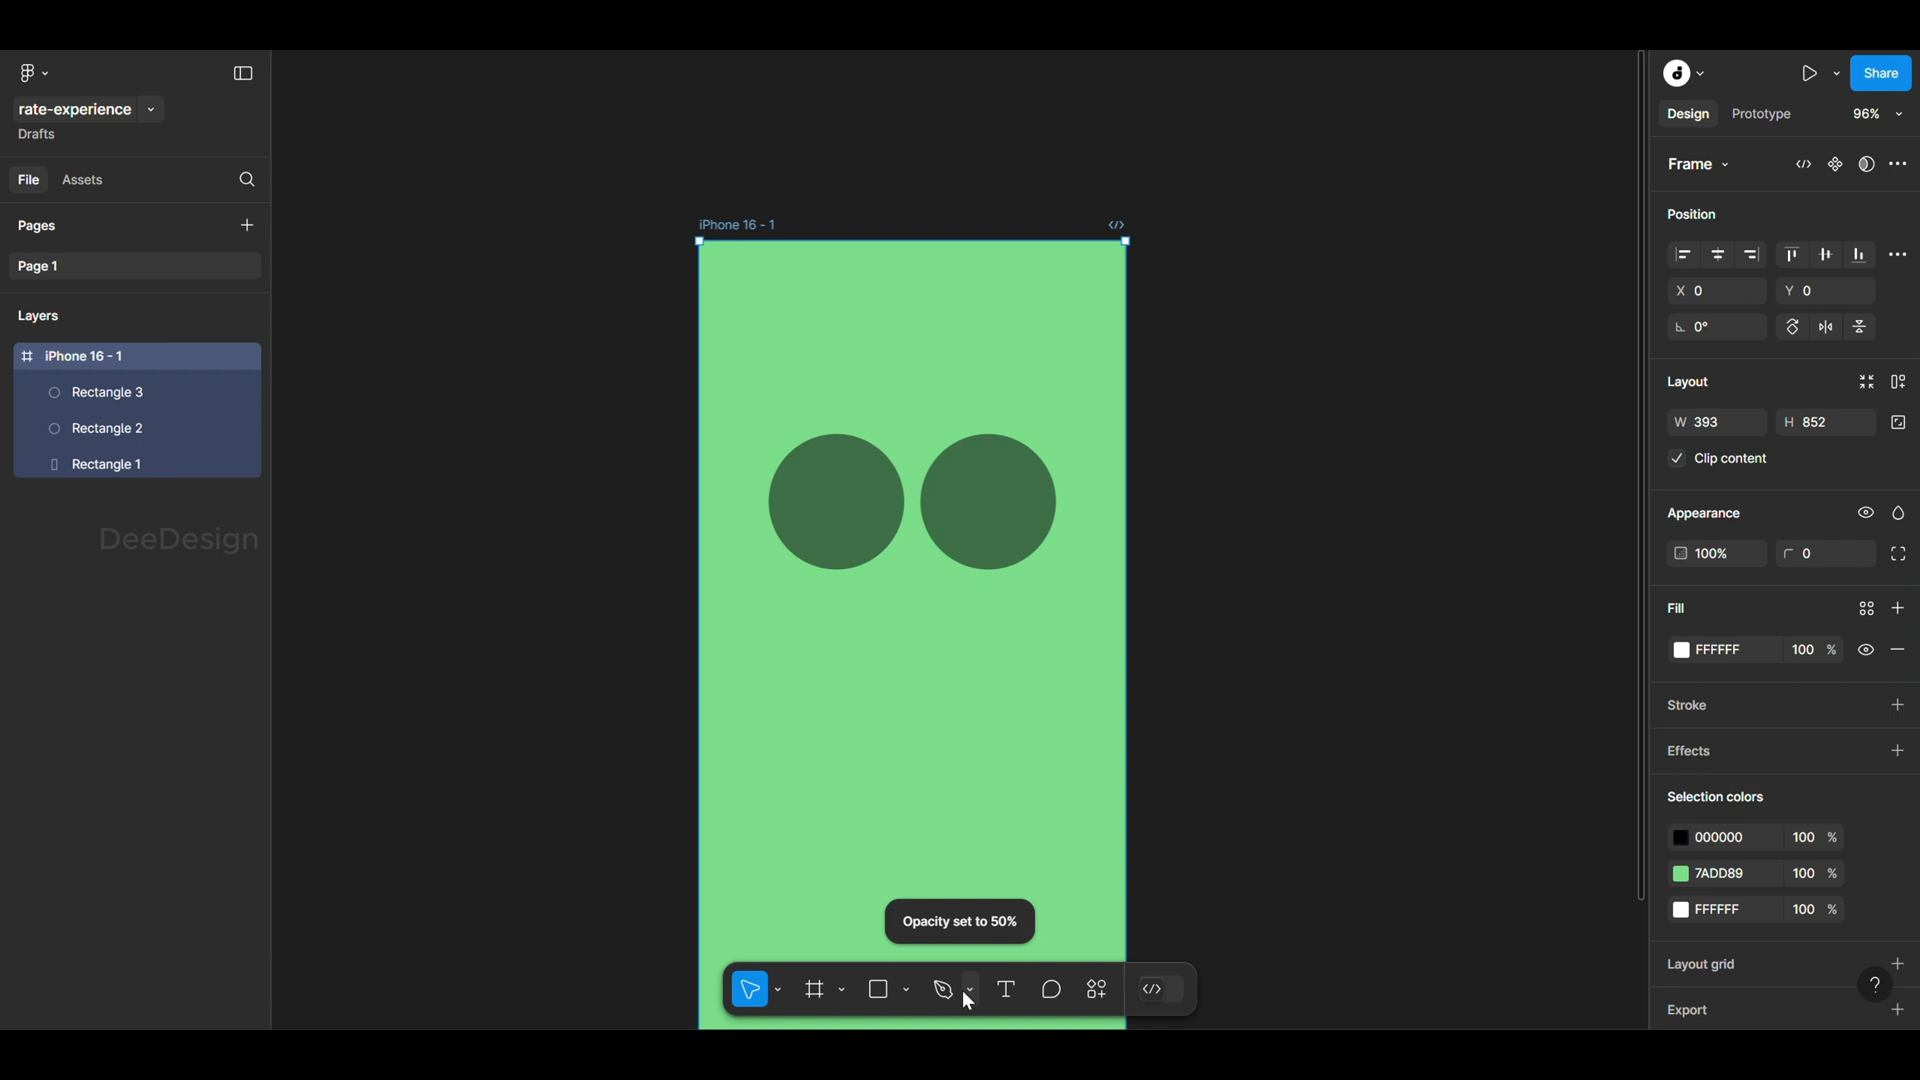 rate-experience
Drafts
File Assets
Pages
Page 1
Layers
iPhone 16 - 1
Rectangle 3
Rectangle 2
Rectangle 1
DeeDesign
iPhone 16 - 1
Opacity set to 50%
Share
Design Prototype 96%
Frame
Position
X 0 Y 0
0°
Layout
W 393 H 852
Clip content
Appearance
100% 0
Fill
FFFFFF 100 %
Stroke
Effects
Selection colors
000000 100 %
7ADD89 100 %
FFFFFF 100 %
Layout grid
?
Export